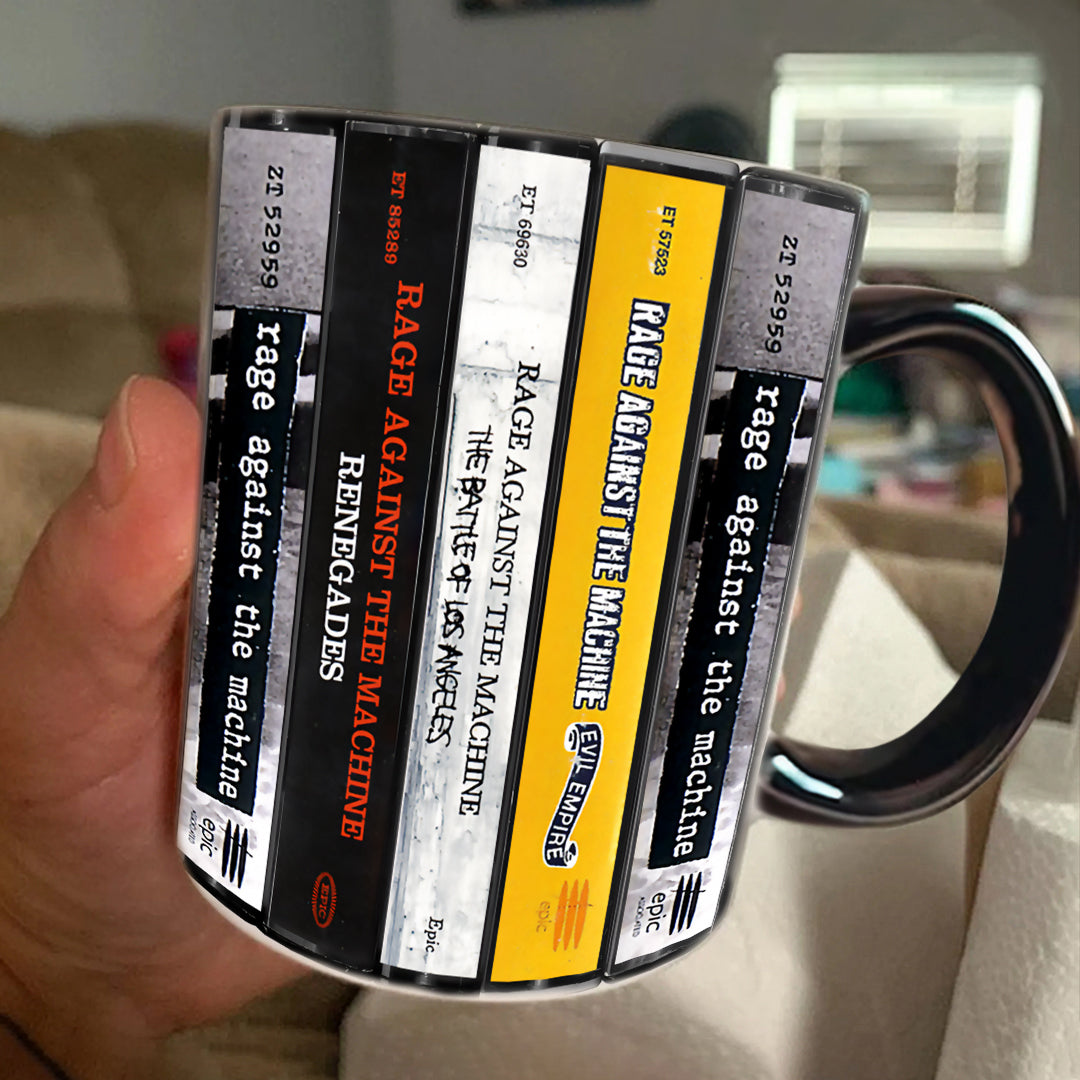 ZT 52959
rage against the machine
epic
ASSOCIATED
ET 85289
RAGE AGAINST THE MACHINE
RENEGADES
EPIC
ET 69630
RAGE AGAINST THE MACHINE
THE BATTLE OF LOS ANGELES
Epic
ET 57523
RAGE AGAINST THE MACHINE
EVIL EMPIRE
epic
ZT 52959
rage against the machine
epic
ASSOCIATED